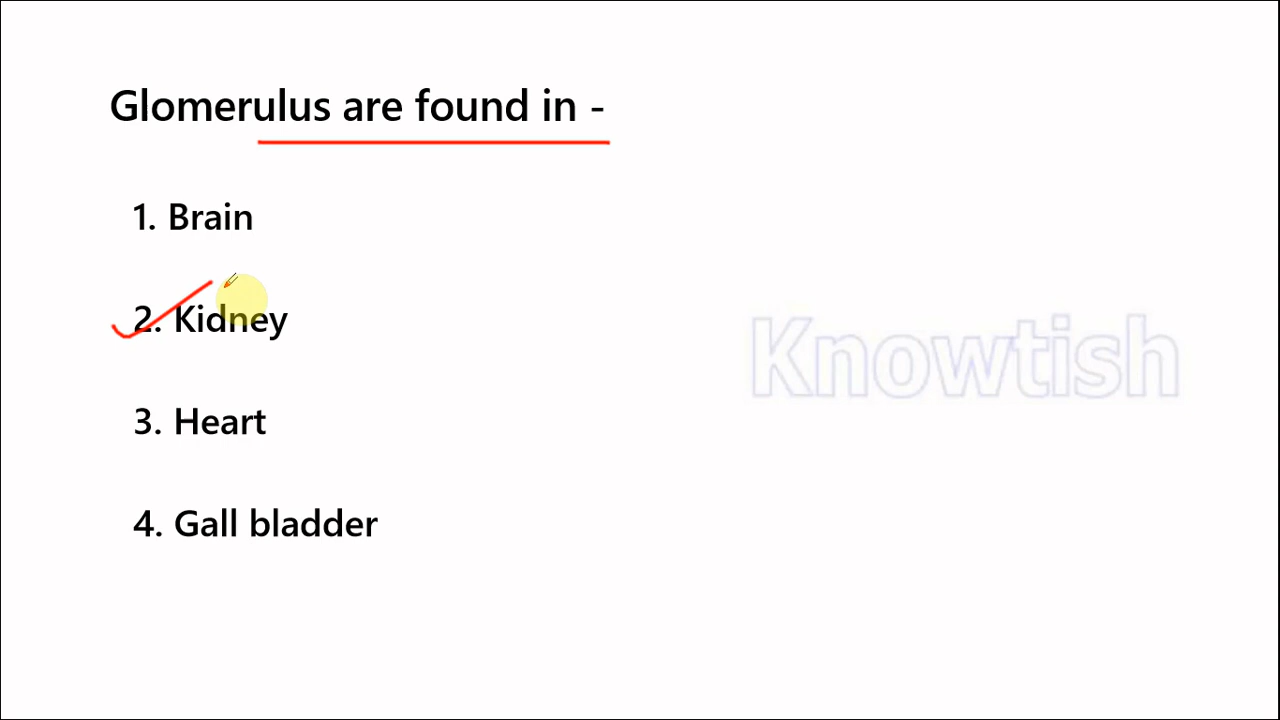 Glomerulus are found in -
1. Brain
2. Kidney
Knowtish
3. Heart
4. Gall bladder